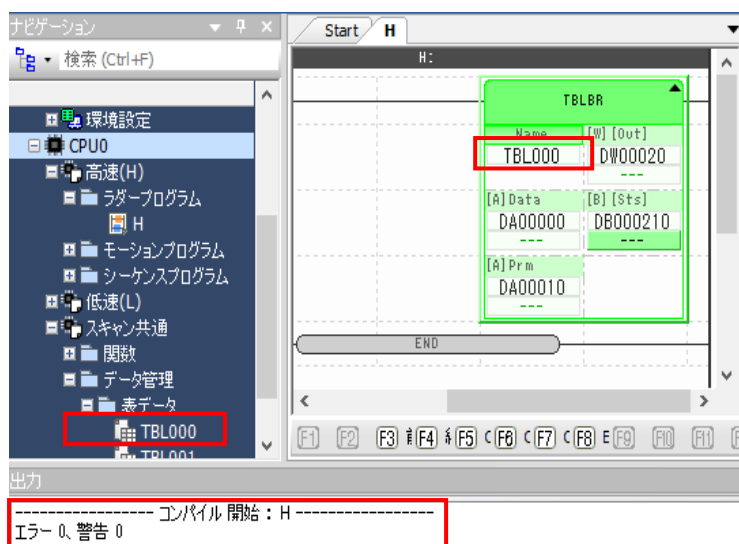 ナビゲーション
検索 (Ctrl+F)
環境設定
CPU0
高速(H)
ラダープログラム
H
モーションプログラム
シーケンスプログラム
低速(L)
スキャン共通
関数
データ管理
表データ
TBL000
TBL001
Start H
H:
TBLBR
Name [W][Out]
TBL000 DW00020
---
[A]Data [B][Sts]
DA00000 DB000210
--- ---
[A]Prm
DA00010
---
END
F1 F2 F3 F4 F5 C F6 C F7 C F8 E F9 F10 F11
出力
----------------- コンパイル 開始 : H -----------------
エラー 0、警告 0